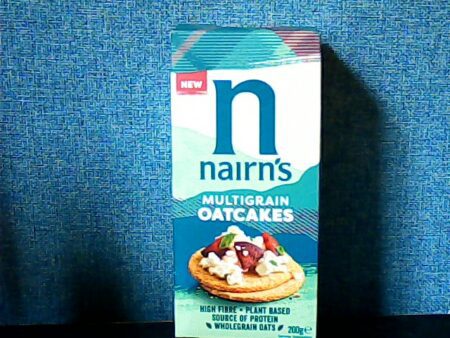 NEW
n
nairn's
MULTIGRAIN
OATCAKES
HIGH FIBRE • PLANT BASED
SOURCE OF PROTEIN
WHOLEGRAIN OATS
200g℮